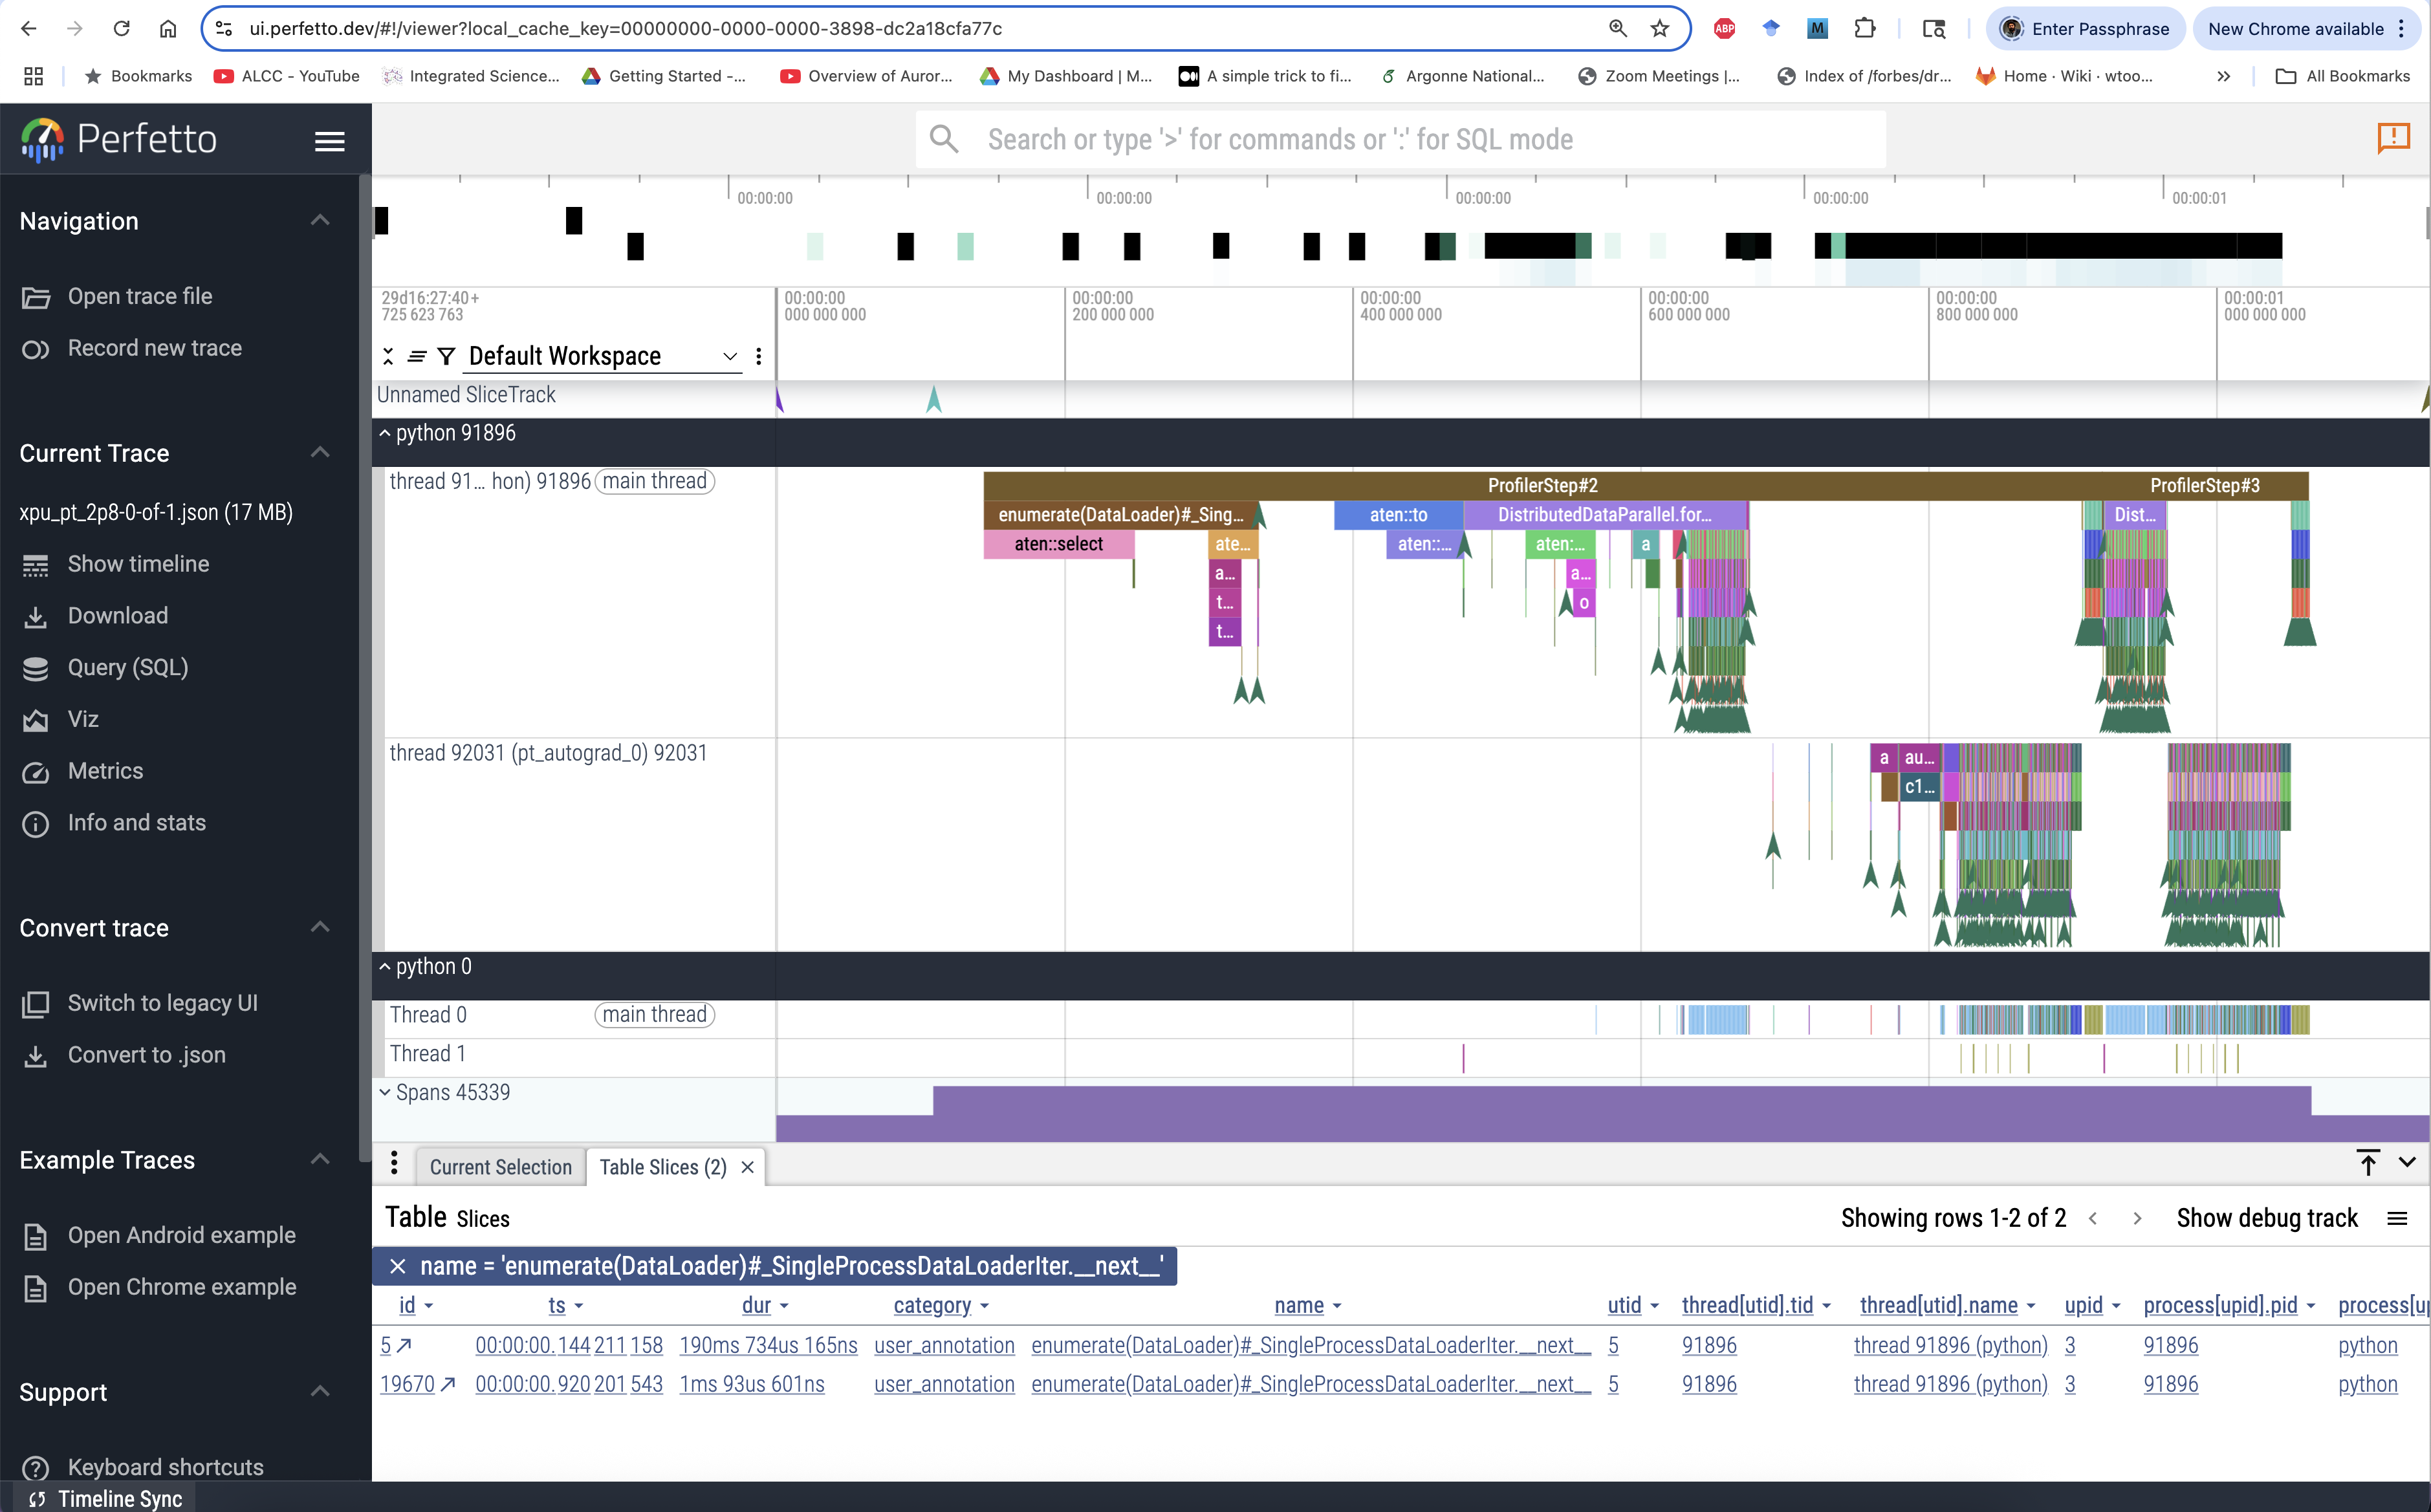 ui.perfetto.dev/#!/viewer?local_cache_key=00000000-0000-0000-3898-dc2a18cfa77c
ABP
M
Enter Passphrase
New Chrome available
Bookmarks
ALCC - YouTube
Integrated Science...
Getting Started -...
Overview of Auror...
My Dashboard | M...
A simple trick to fi...
Argonne National...
Zoom Meetings |...
Index of /forbes/dr...
Home · Wiki · wtoo...
All Bookmarks
Perfetto
Search or type '>' for commands or ':' for SQL mode
Navigation
Open trace file
Record new trace
Current Trace
xpu_pt_2p8-0-of-1.json (17 MB)
Show timeline
Download
Query (SQL)
Viz
Metrics
Info and stats
Convert trace
Switch to legacy UI
Convert to .json
Example Traces
Open Android example
Open Chrome example
Support
Keyboard shortcuts
Timeline Sync
00:00:00
00:00:00
00:00:00
00:00:00
00:00:01
29d16:27:40+
725 623 763
00:00:00
000 000 000
00:00:00
200 000 000
00:00:00
400 000 000
00:00:00
600 000 000
00:00:00
800 000 000
00:00:01
000 000 000
Default Workspace
Unnamed SliceTrack
python 91896
thread 91... hon) 91896
main thread
ProfilerStep#2
ProfilerStep#3
enumerate(DataLoader)#_Sing...
aten::to
DistributedDataParallel.for...
Dist...
aten::select
ate...
aten::...
aten:...
a
a...
a...
t...
o
t...
thread 92031 (pt_autograd_0) 92031
a
au...
c1...
python 0
Thread 0
main thread
Thread 1
Spans 45339
Current Selection
Table Slices (2)
Table Slices
Showing rows 1-2 of 2
Show debug track
name = 'enumerate(DataLoader)#_SingleProcessDataLoaderIter.__next__'
id ts dur category name utid thread[utid].tid thread[utid].name upid process[upid].pid process[up
5 00:00:00.144 211 158 190ms 734us 165ns user_annotation enumerate(DataLoader)#_SingleProcessDataLoaderIter.__next__ 5 91896 thread 91896 (python) 3 91896 python
19670 00:00:00.920 201 543 1ms 93us 601ns user_annotation enumerate(DataLoader)#_SingleProcessDataLoaderIter.__next__ 5 91896 thread 91896 (python) 3 91896 python